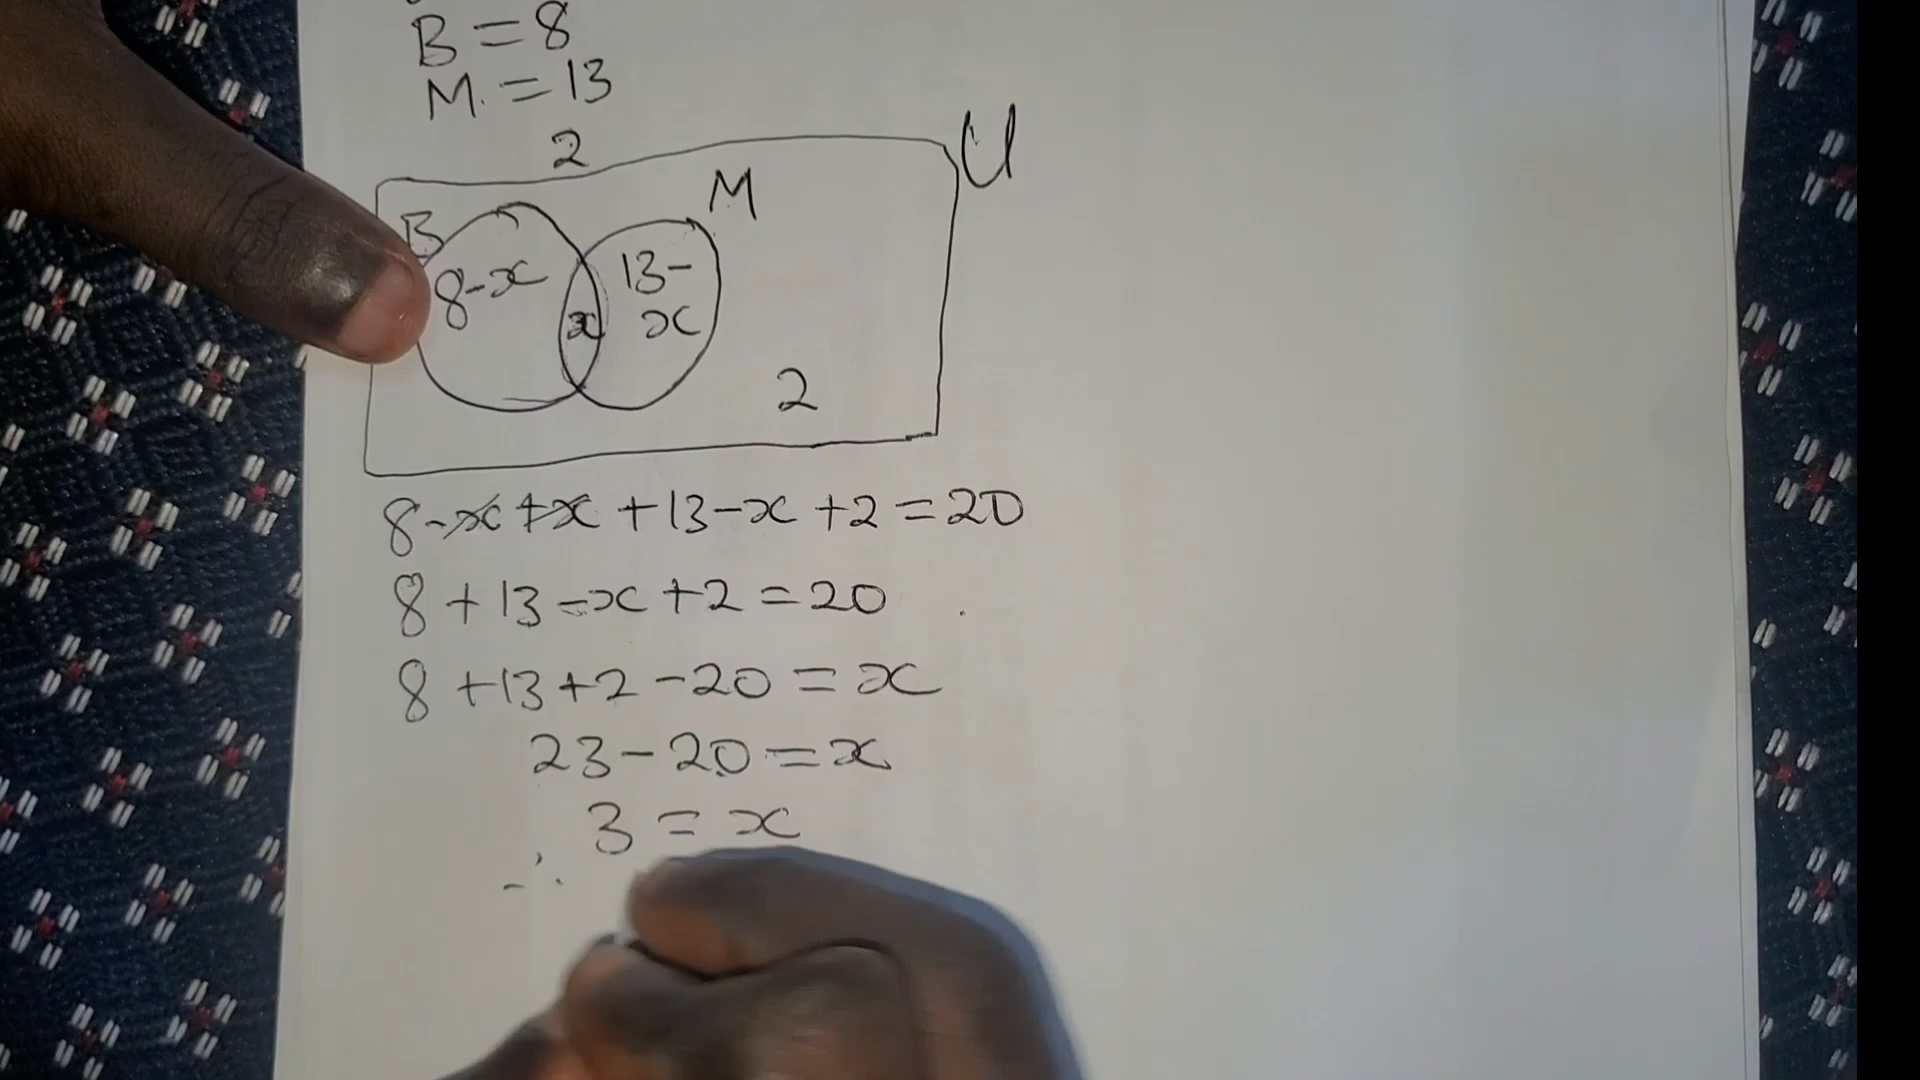 B = 8
M. = 13
2
U
B
M
8-x
x
13-
x
2
8-x+x+13-x+2=20
8+13-x+2=20
8+13+2-20=x
23-20=x
3=x
∴